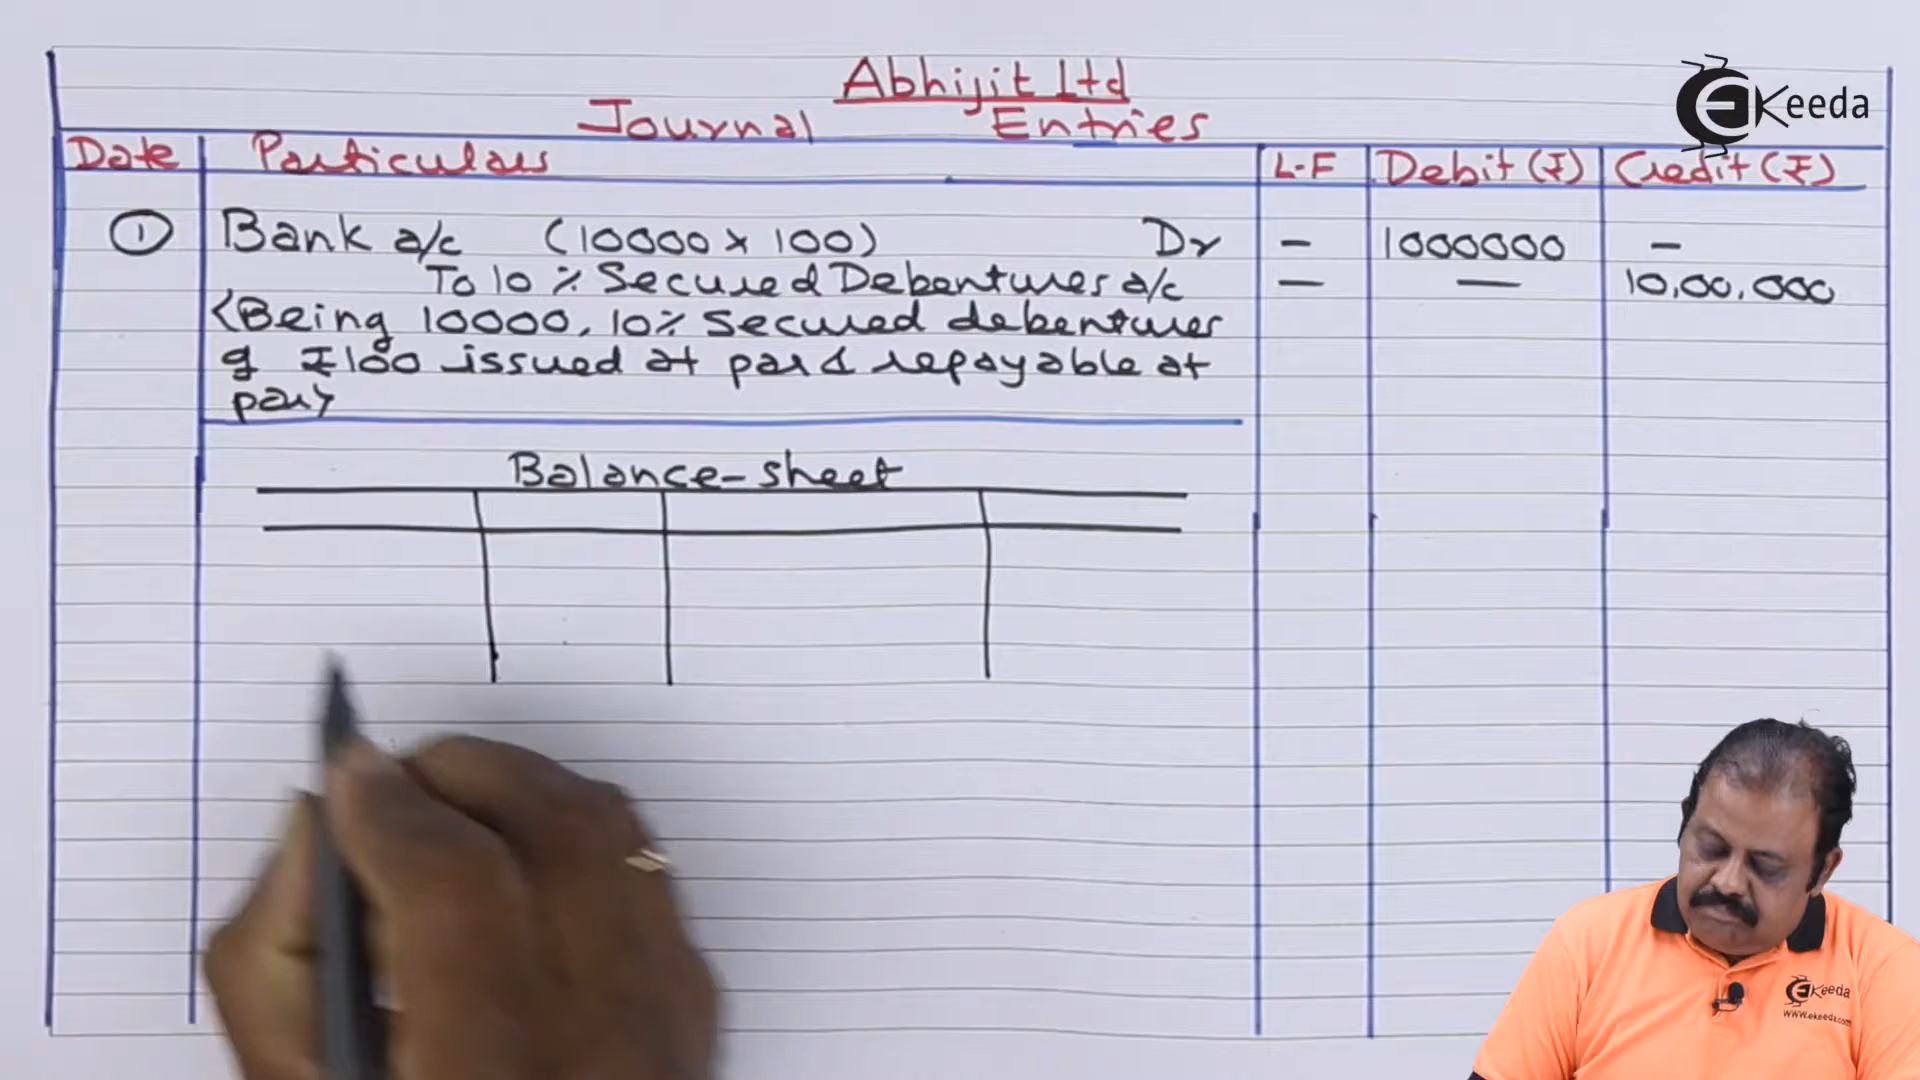 Abhijit Ltd
Journal Entries
Date Particulars L.F Debit (₹) Credit (₹)
① Bank a/c (10000 × 100) Dr – 1000000 –
To 10% Secured Debentures a/c – – 10,00,000
<Being 10000, 10% secured debentures
of ₹100 issued at par & repayable at
par>
Balance-sheet
EKeeda
EKeeda
www.ekeeda.com